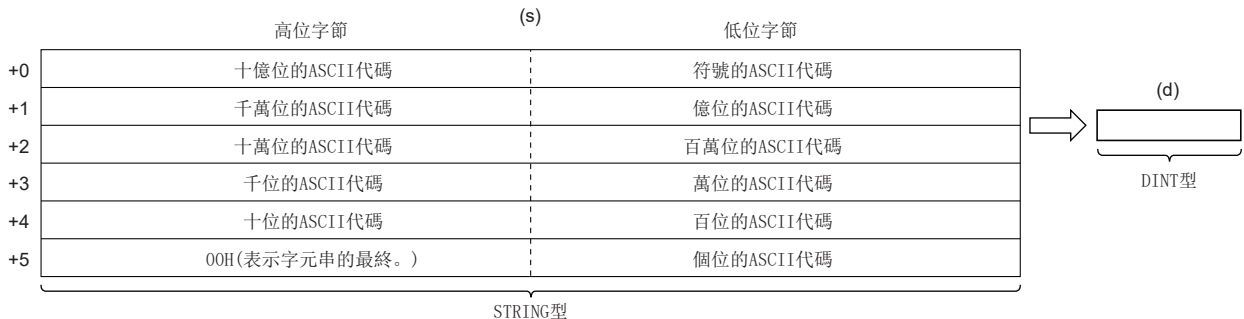 (s)
高位字節 低位字節
+0 十億位的ASCII代碼 符號的ASCII代碼
+1 千萬位的ASCII代碼 億位的ASCII代碼
+2 十萬位的ASCII代碼 百萬位的ASCII代碼
+3 千位的ASCII代碼 萬位的ASCII代碼
+4 十位的ASCII代碼 百位的ASCII代碼
+5 00H(表示字元串的最終。) 個位的ASCII代碼
STRING型
(d)
DINT型